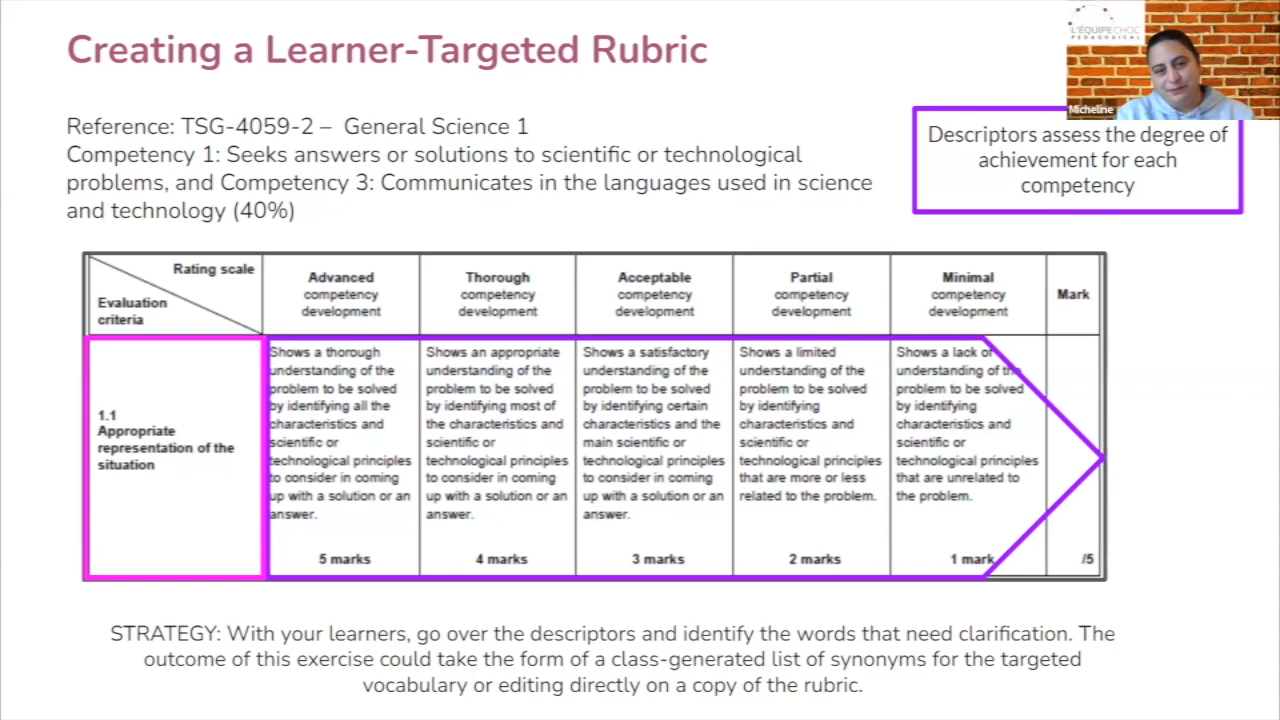 Creating a Learner-Targeted Rubric
L'ÉQUIPECHOC
PEDAGOGICAL
Micheline
Reference: TSG-4059-2 – General Science 1
Competency 1: Seeks answers or solutions to scientific or technological
problems, and Competency 3: Communicates in the languages used in science
and technology (40%)
Descriptors assess the degree of
achievement for each
competency
Rating scale
Evaluation
criteria
Advanced
competency
development
Thorough
competency
development
Acceptable
competency
development
Partial
competency
development
Minimal
competency
development
Mark
1.1
Appropriate
representation of the
situation
Shows a thorough
understanding of the
problem to be solved
by identifying all the
characteristics and
scientific or
technological principles
to consider in coming
up with a solution or an
answer.
5 marks
Shows an appropriate
understanding of the
problem to be solved
by identifying most of
the characteristics and
scientific or
technological principles
to consider in coming
up with a solution or an
answer.
4 marks
Shows a satisfactory
understanding of the
problem to be solved
by identifying certain
characteristics and the
main scientific or
technological principles
to consider in coming
up with a solution or an
answer.
3 marks
Shows a limited
understanding of the
problem to be solved
by identifying
characteristics and
scientific or
technological principles
that are more or less
related to the problem.
2 marks
Shows a lack of
understanding of the
problem to be solved
by identifying
characteristics and
scientific or
technological principles
that are unrelated to
the problem.
1 mark
/5
STRATEGY: With your learners, go over the descriptors and identify the words that need clarification. The
outcome of this exercise could take the form of a class-generated list of synonyms for the targeted
vocabulary or editing directly on a copy of the rubric.